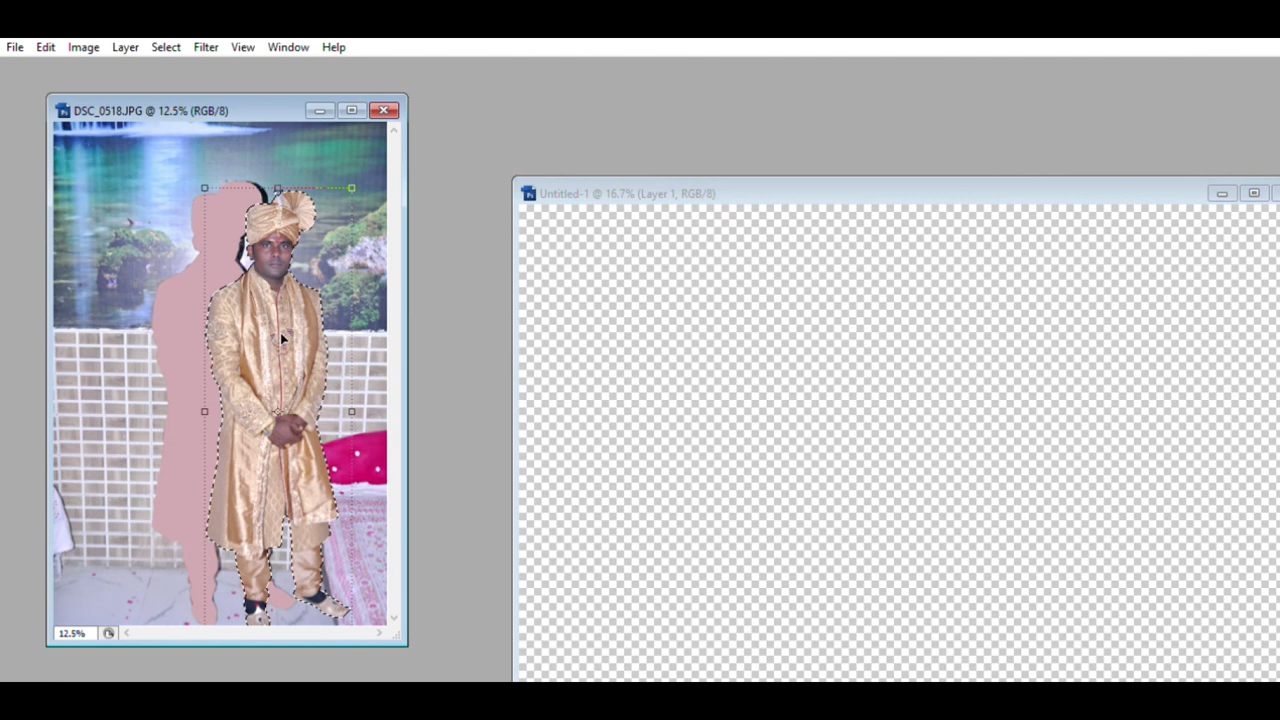 File Edit Image Layer Select Filter View Window Help
DSC_0518.JPG @ 12.5% (RGB/8)
Untitled-1 @ 16.7% (Layer 1, RGB/8)
12.5%